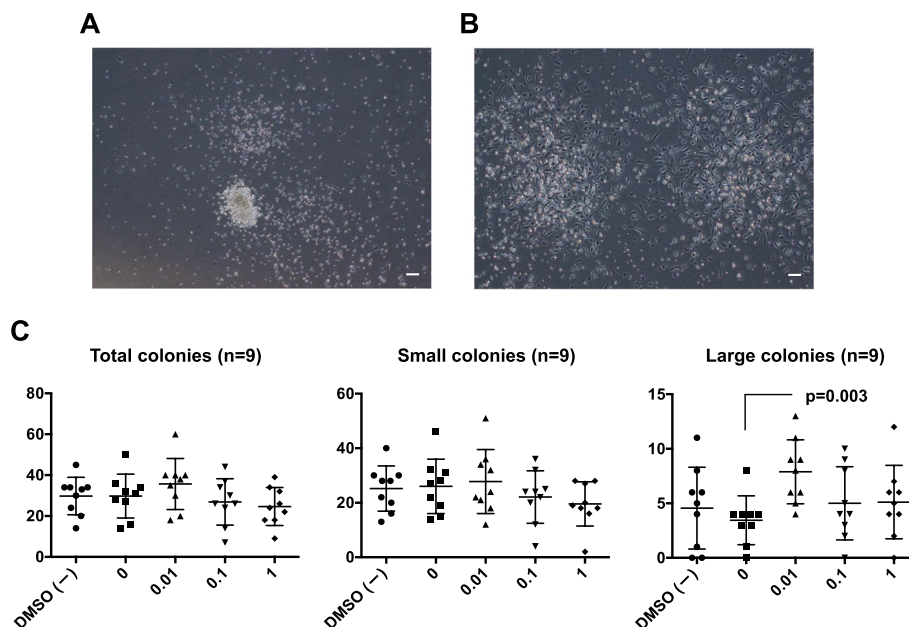 A
B
C
Total colonies (n=9)
80
60
40
20
0
DMSO (—)
0
0.01
0.1
1
Small colonies (n=9)
60
40
20
0
DMSO (—)
0
0.01
0.1
1
Large colonies (n=9)
15
10
5
0
p=0.003
DMSO (—)
0
0.01
0.1
1